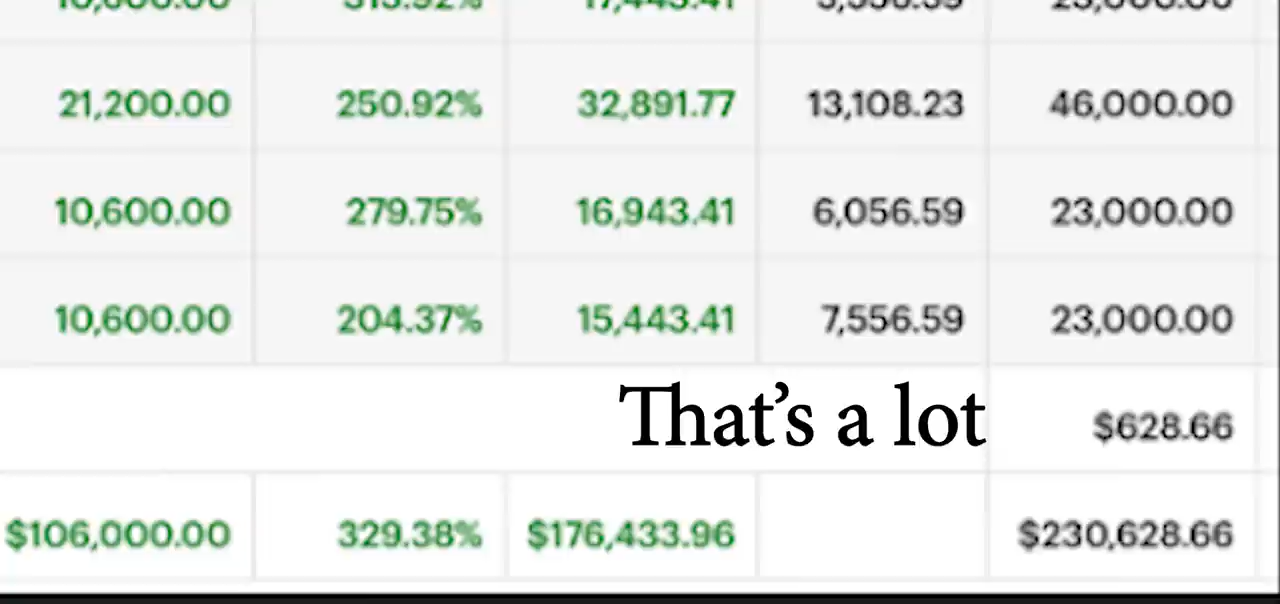 21,200.00 250.92% 32,891.77 13,108.23 46,000.00
10,600.00 279.75% 16,943.41 6,056.59 23,000.00
10,600.00 204.37% 15,443.41 7,556.59 23,000.00
That’s a lot $628.66
$106,000.00 329.38% $176,433.96 $230,628.66